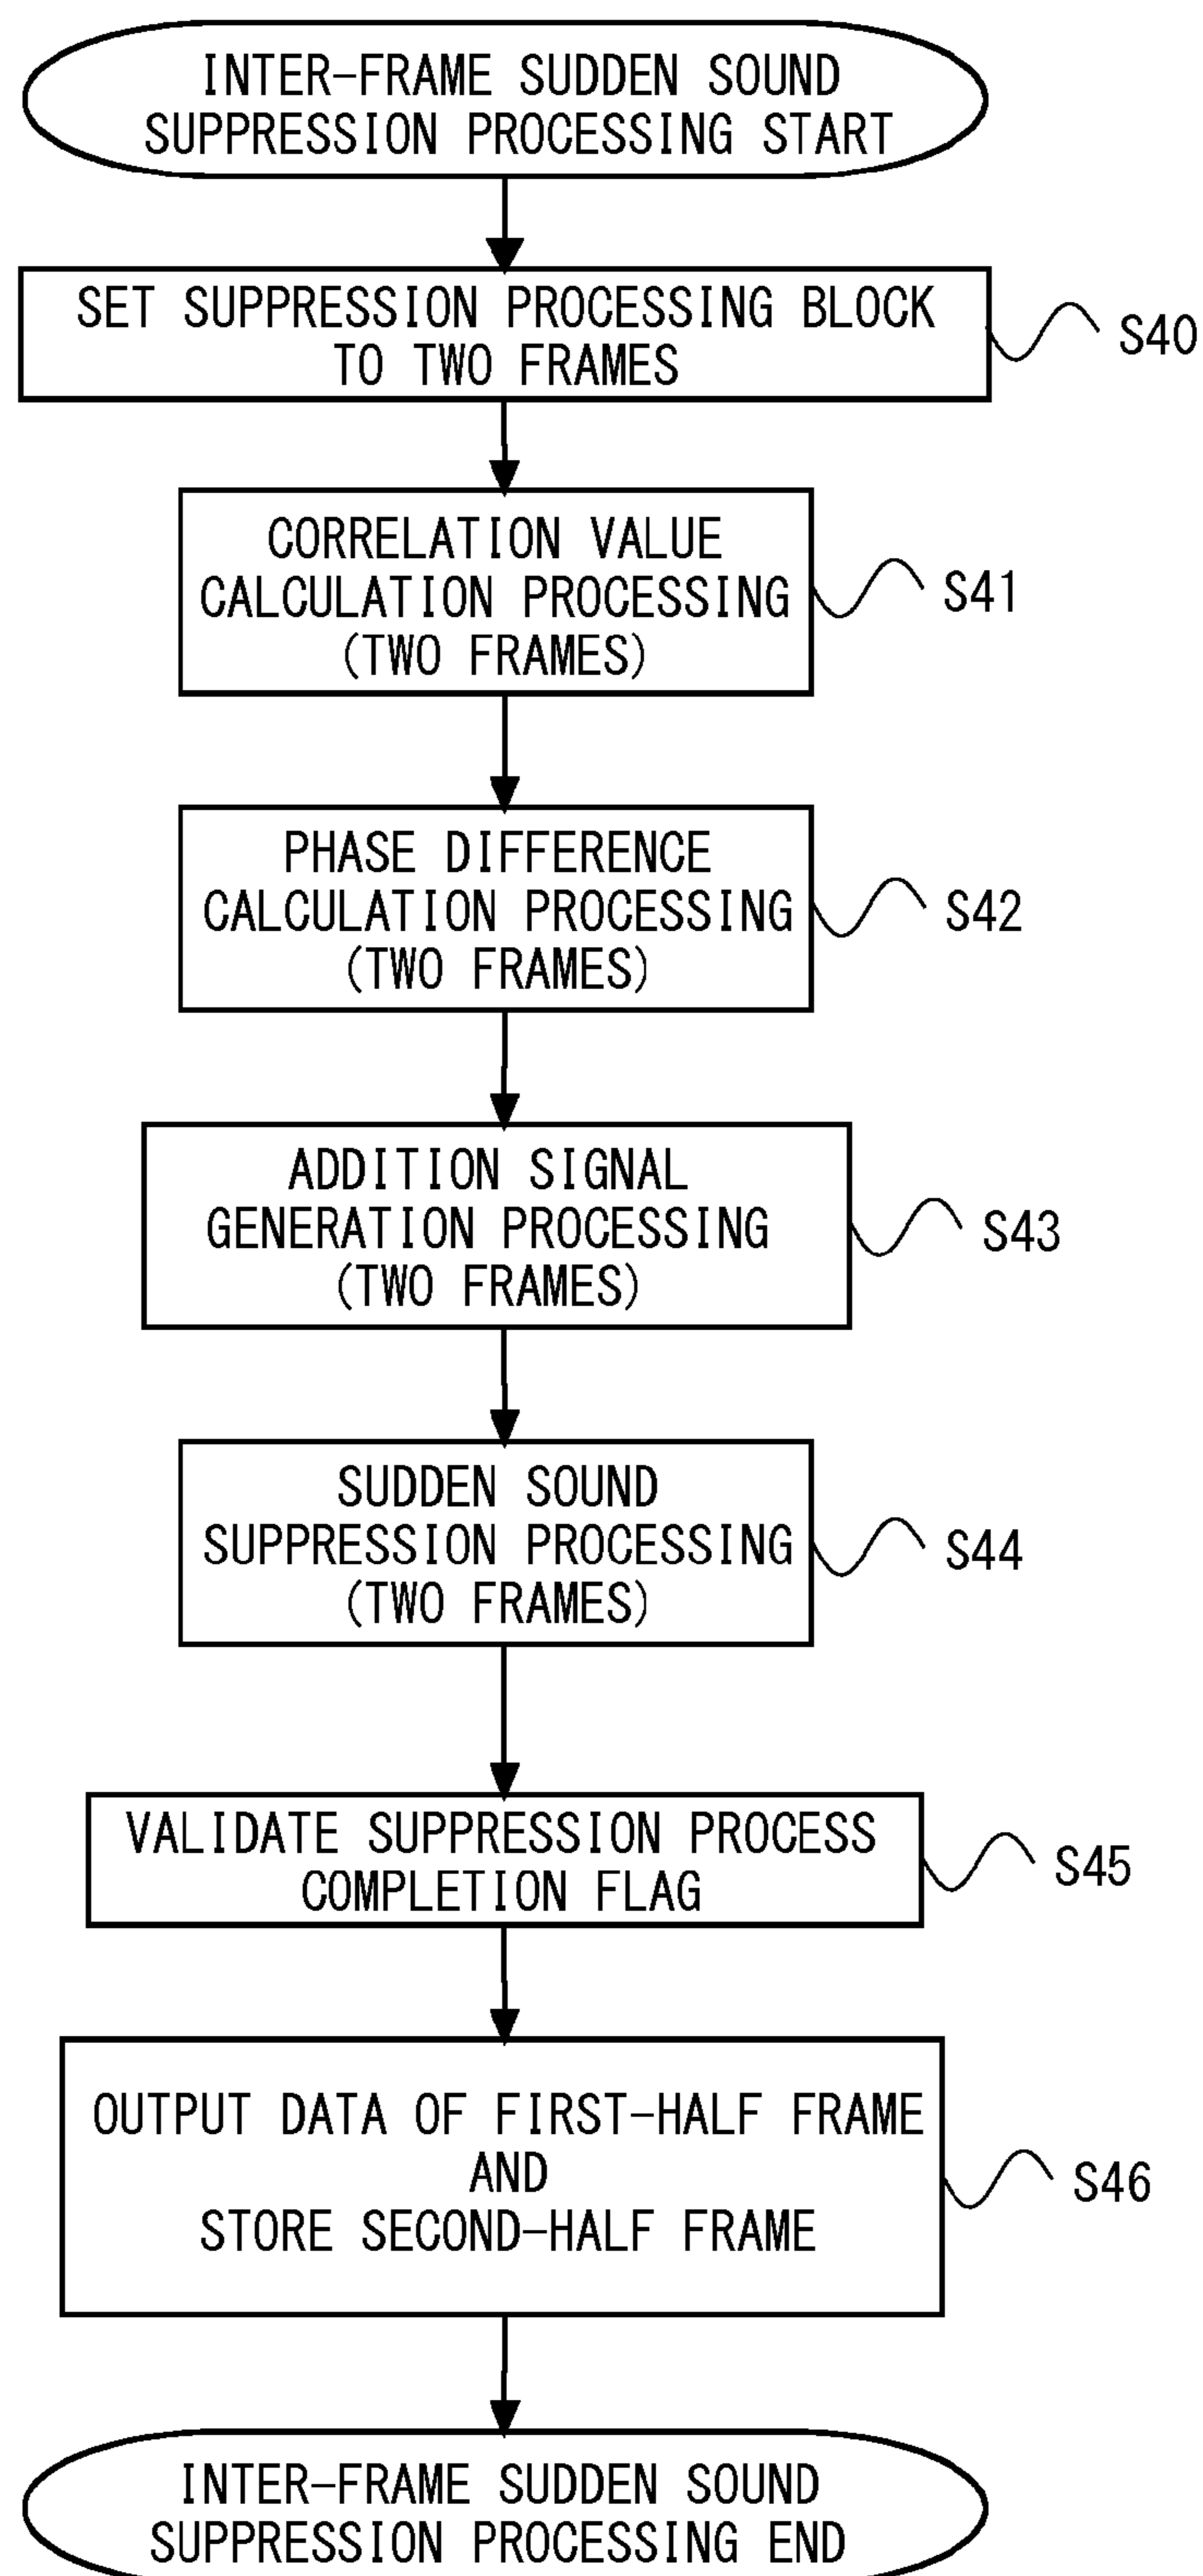 INTER-FRAME SUDDEN SOUND
SUPPRESSION PROCESSING START
SET SUPPRESSION PROCESSING BLOCK
TO TWO FRAMES
S40
CORRELATION VALUE
CALCULATION PROCESSING
(TWO FRAMES)
S41
PHASE DIFFERENCE
CALCULATION PROCESSING
(TWO FRAMES)
S42
ADDITION SIGNAL
GENERATION PROCESSING
(TWO FRAMES)
S43
SUDDEN SOUND
SUPPRESSION PROCESSING
(TWO FRAMES)
S44
VALIDATE SUPPRESSION PROCESS
COMPLETION FLAG
S45
OUTPUT DATA OF FIRST-HALF FRAME
AND
STORE SECOND-HALF FRAME
S46
INTER-FRAME SUDDEN SOUND
SUPPRESSION PROCESSING END